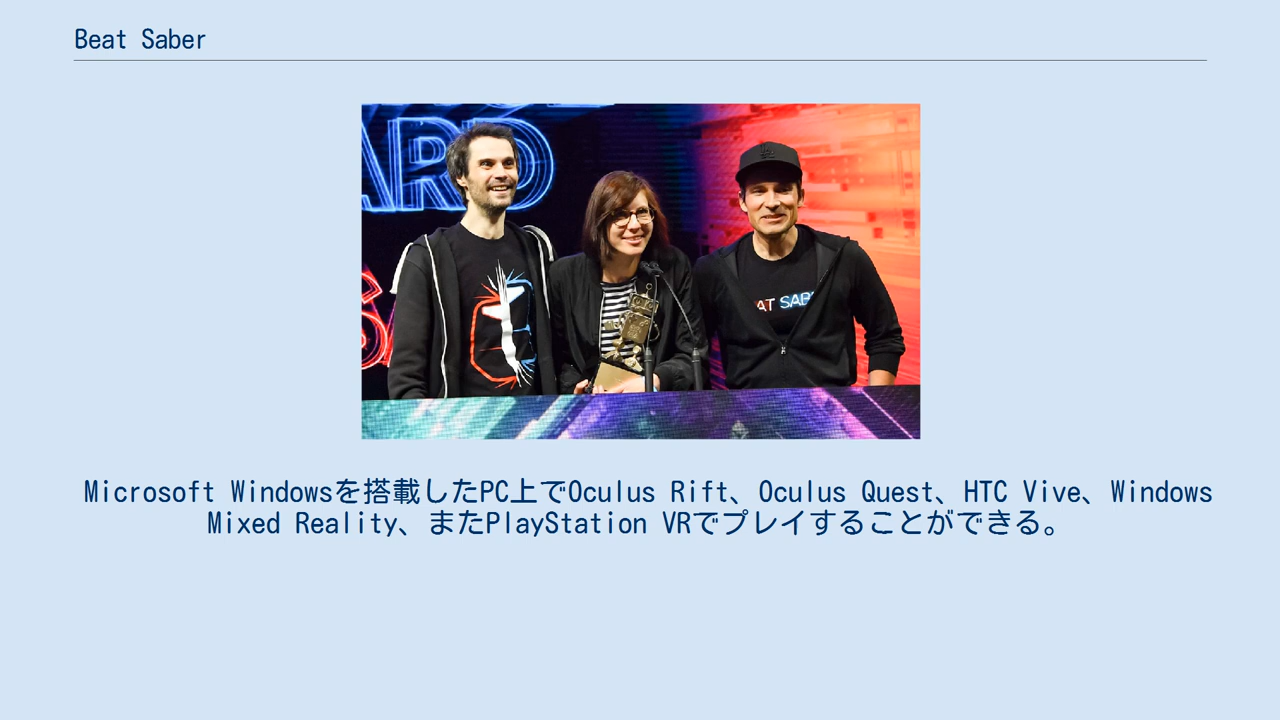 Beat Saber
ARD
AT SAB
Microsoft Windowsを搭載したPC上でOculus Rift、Oculus Quest、HTC Vive、Windows
Mixed Reality、またPlayStation VRでプレイすることができる。